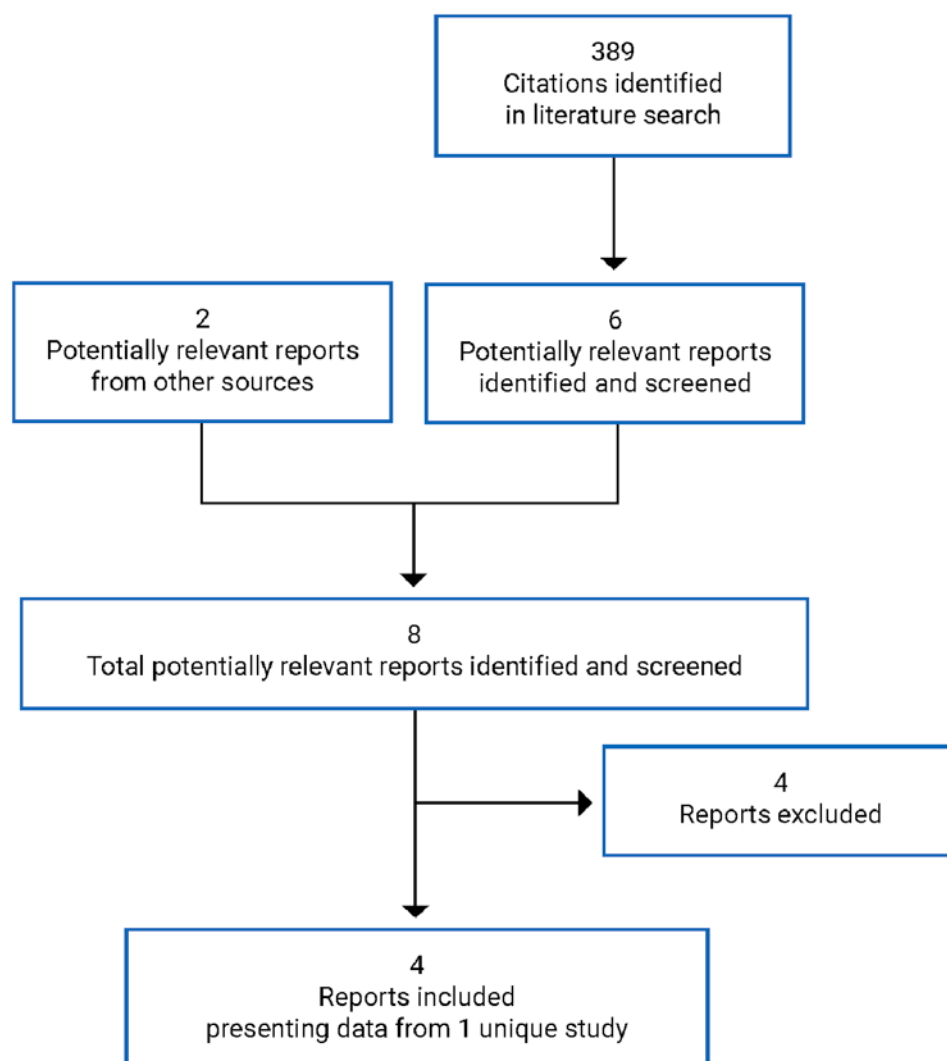 389
Citations identified
in literature search
2
Potentially relevant reports
from other sources
6
Potentially relevant reports
identified and screened
8
Total potentially relevant reports identified and screened
4
Reports excluded
4
Reports included
presenting data from 1 unique study